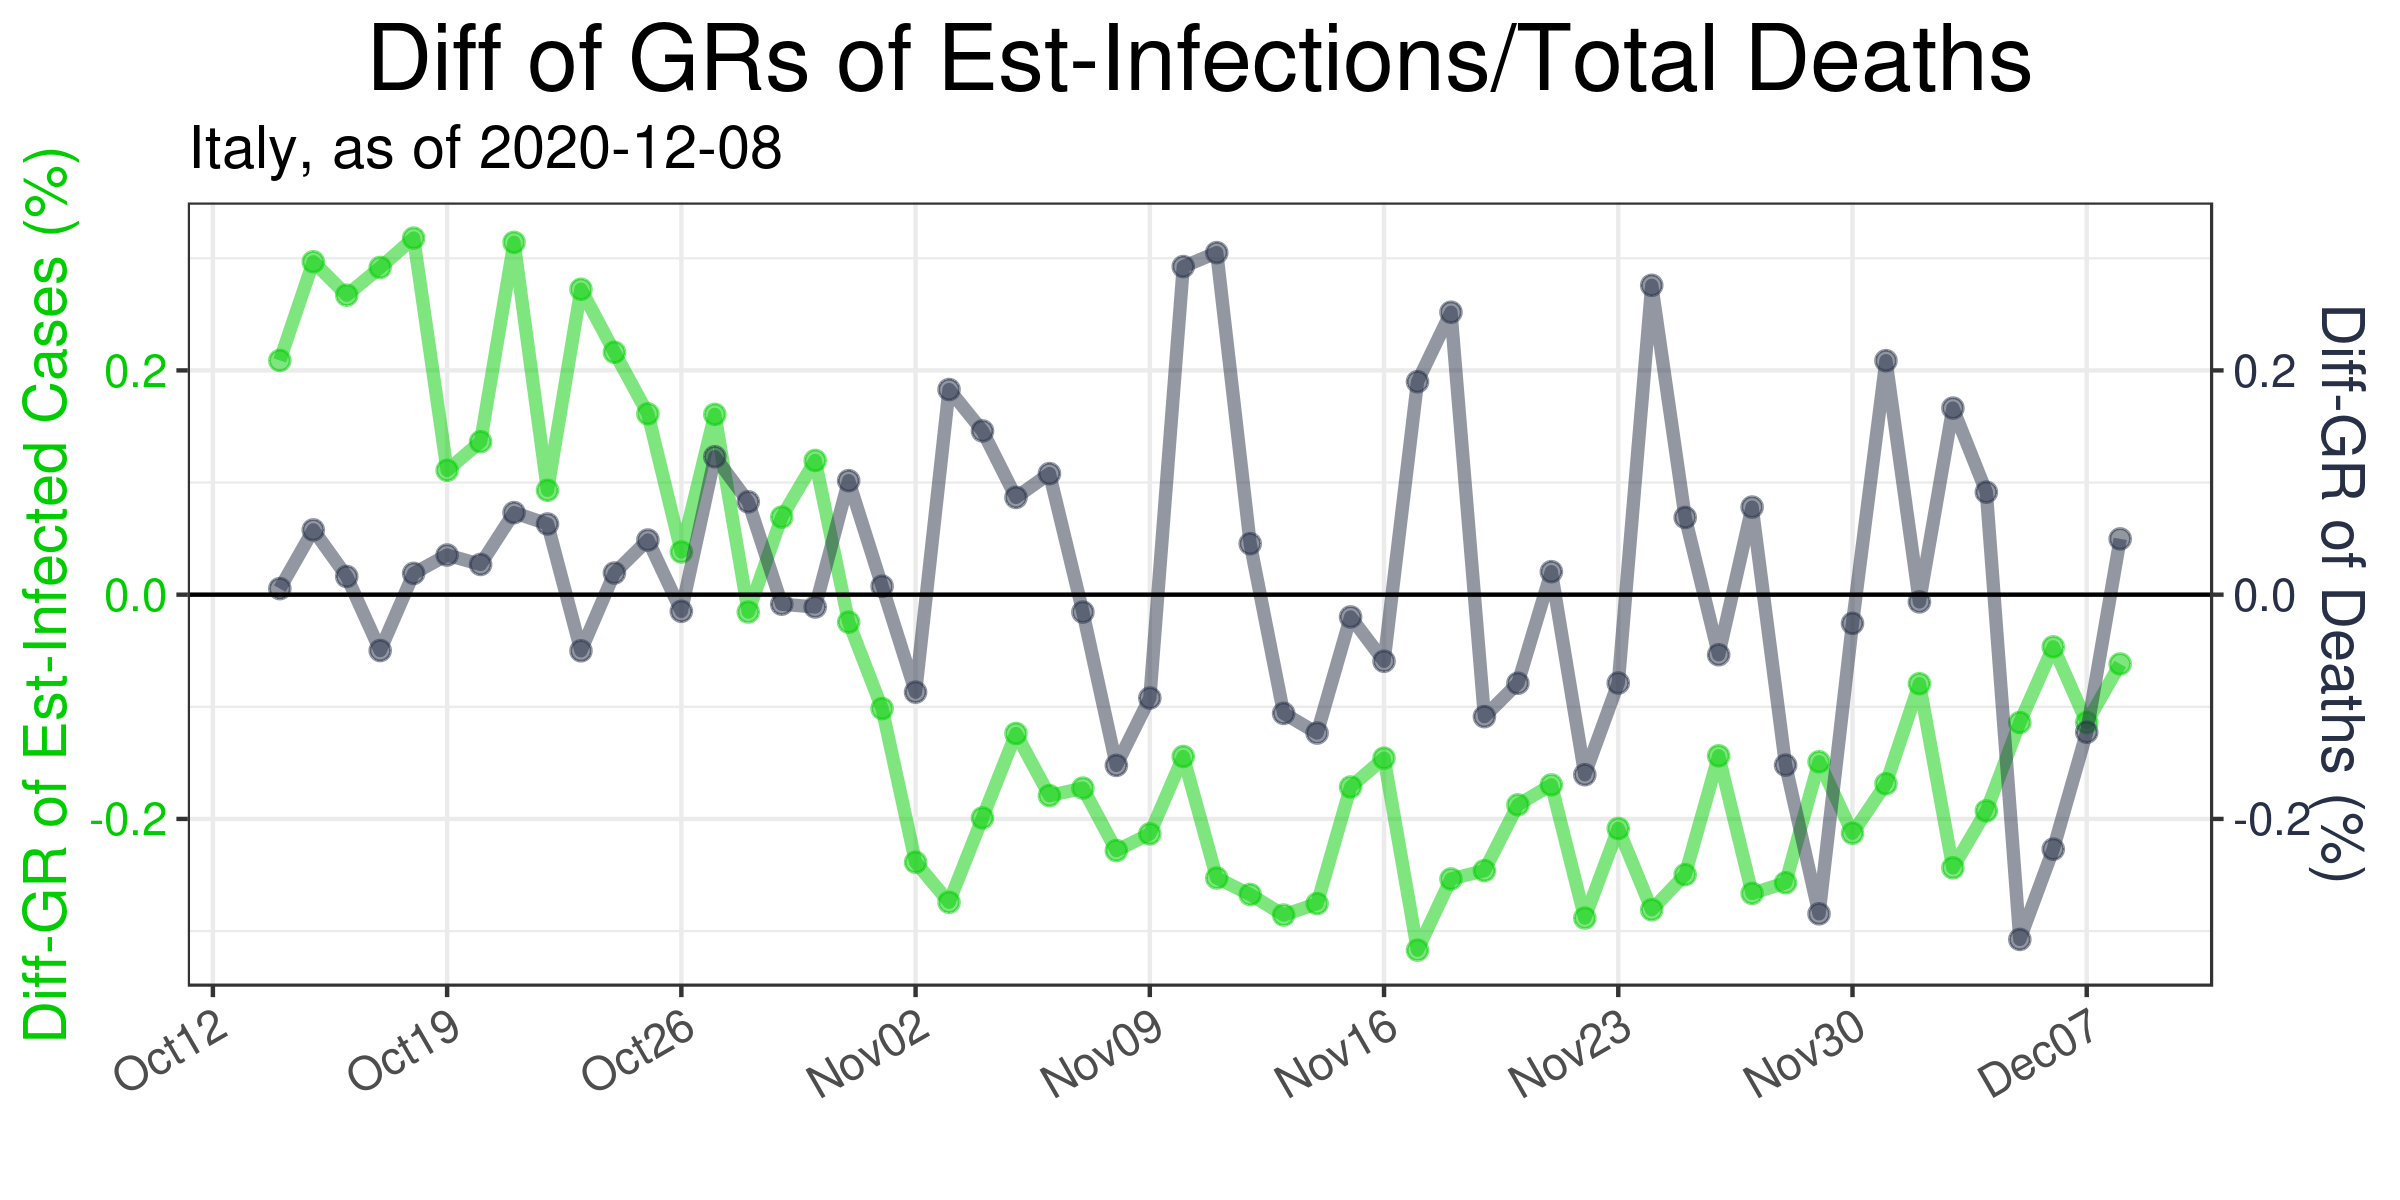 Diff of GRs of Est-Infections/Total Deaths
Italy, as of 2020-12-08
Diff-GR of Est-Infected Cases (%)
0.2
0.0
-0.2
0.2
0.0
-0.2
Diff-GR of Deaths (%)
Oct12
Oct19
Oct26
Nov02
Nov09
Nov16
Nov23
Nov30
Dec07